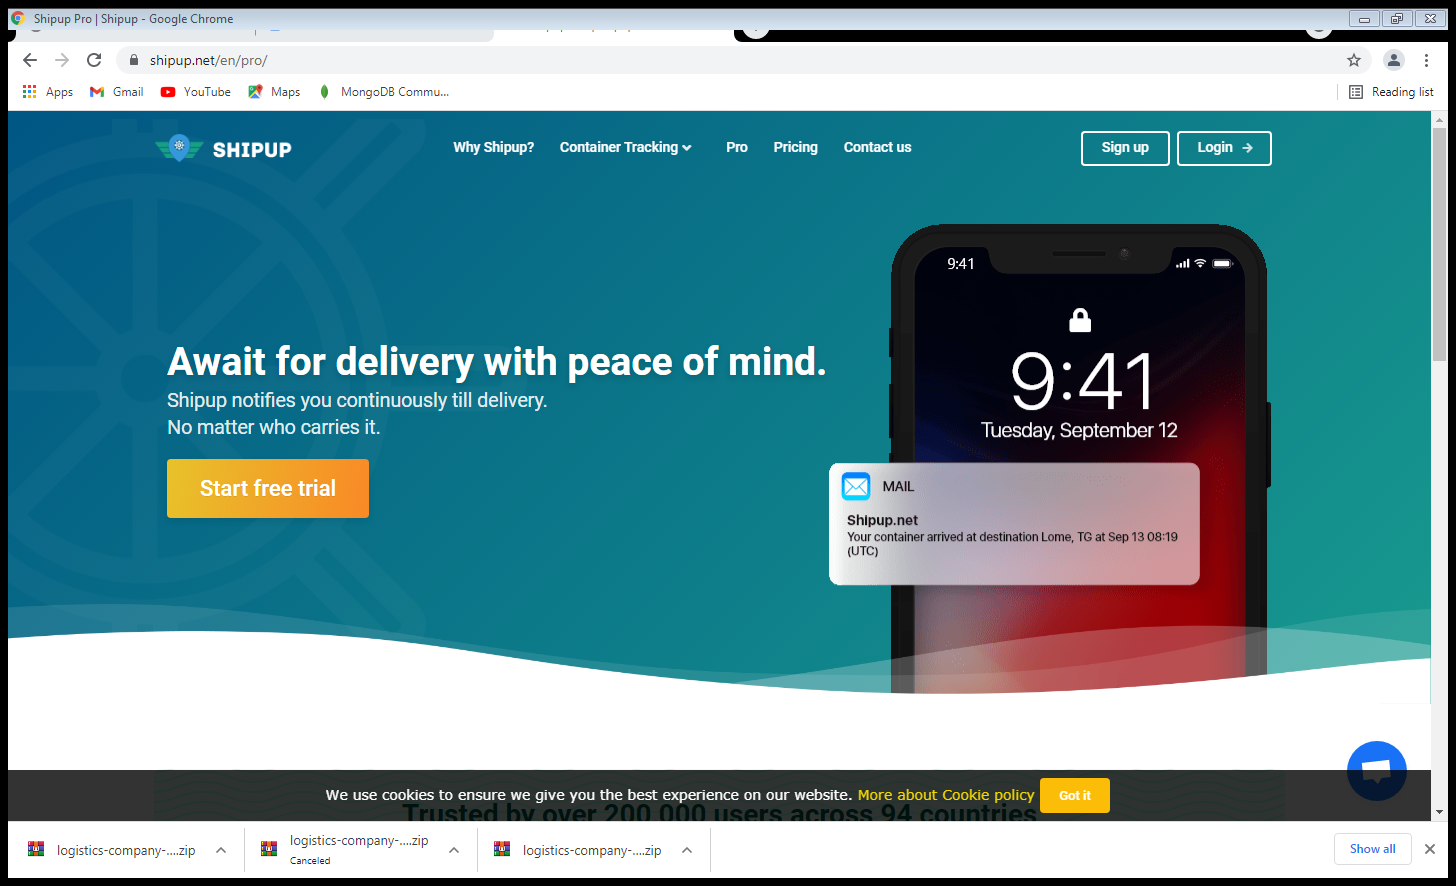 Shipup Pro | Shipup - Google Chrome
shipup.net/en/pro/
Apps Gmail YouTube Maps MongoDB Commu... Reading list
SHIPUP Why Shipup? Container Tracking Pro Pricing Contact us Sign up Login →
9:41
9:41
Tuesday, September 12
Await for delivery with peace of mind.
Shipup notifies you continuously till delivery.
No matter who carries it.
Start free trial
MAIL
Shipup.net
Your container arrived at destination Lome, TG at Sep 13 08:19
(UTC)
We use cookies to ensure we give you the best experience on our website. More about Cookie policy Got it
Trusted by over 200 000 users across 94 countries
logistics-company-....zip
logistics-company-....zip
Canceled
logistics-company-....zip
Show all